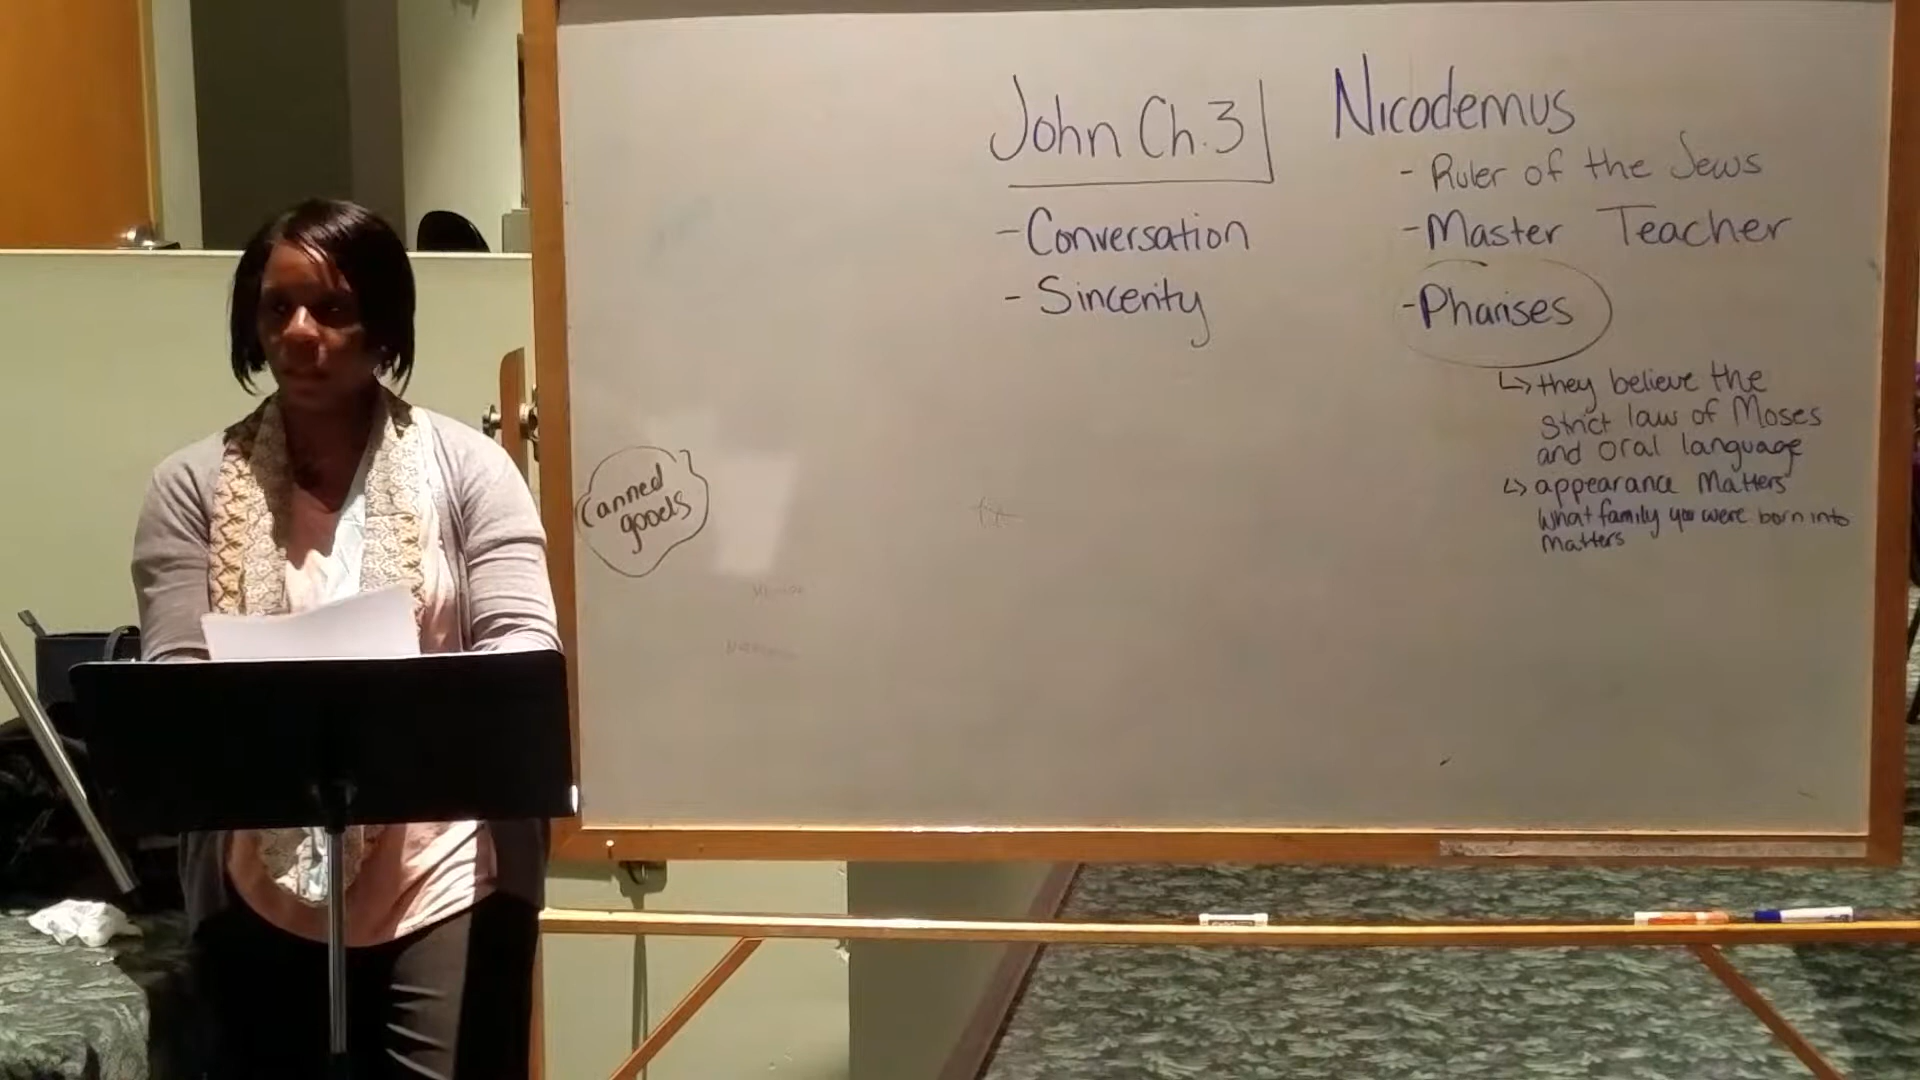 John Ch.3
- Conversation
- Sincerity
Nicodemus
- Ruler of the Jews
- Master Teacher
- Pharises
↳ they believe the
strict law of Moses
and oral language
↳ appearance Matters
What family you were born into
matters
Canned
goods